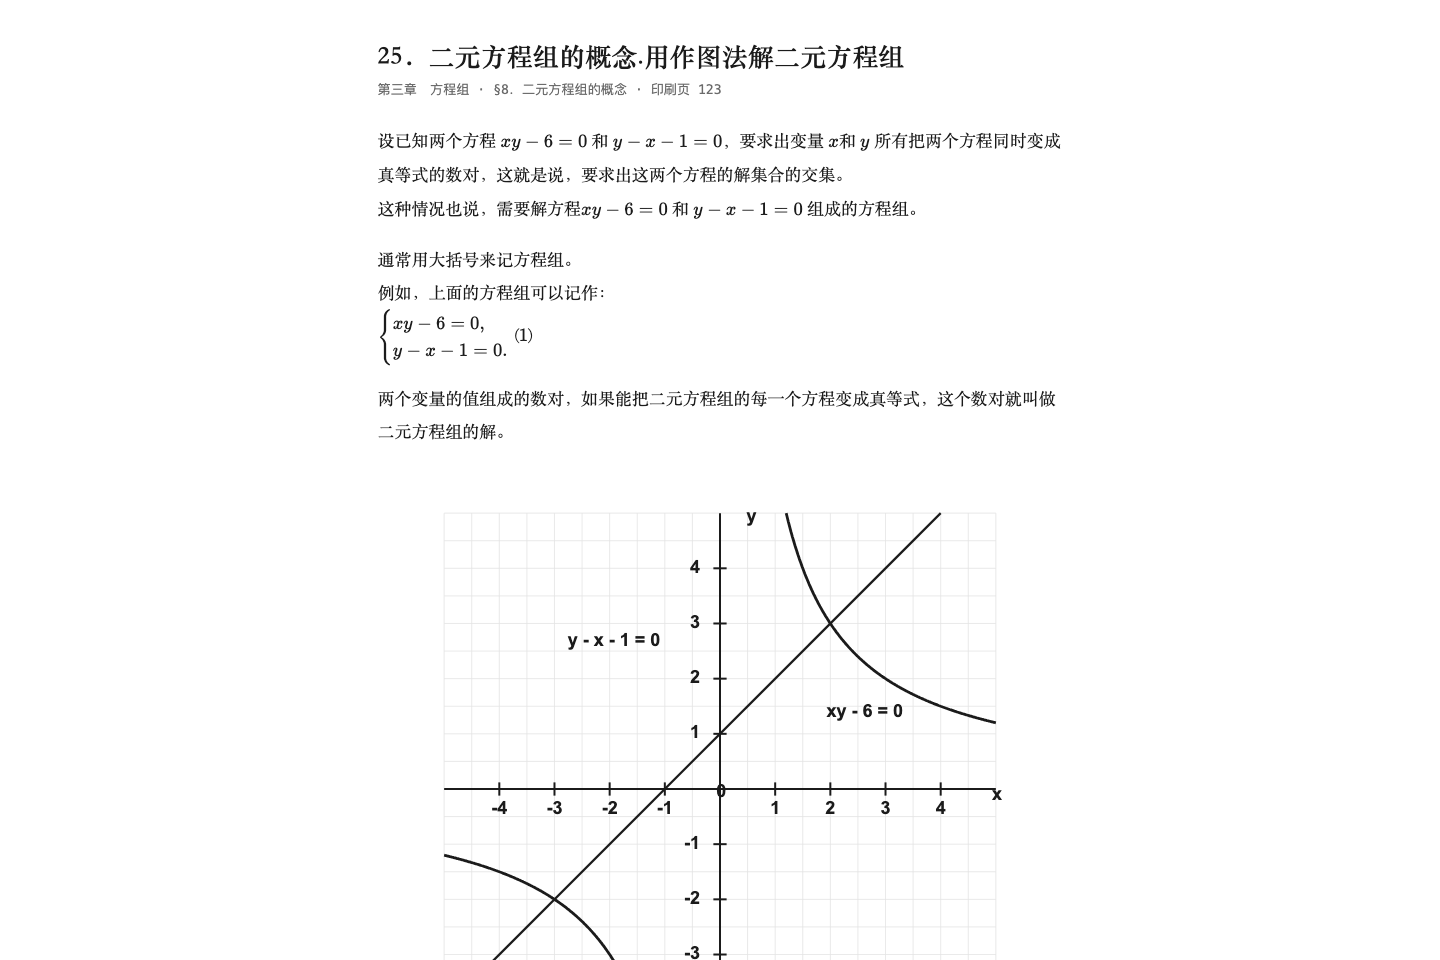 25．二元方程组的概念.用作图法解二元方程组
第三章　方程组 · §8. 二元方程组的概念 · 印刷页 123
设已知两个方程 xy − 6 = 0 和 y − x − 1 = 0，要求出变量 x和 y 所有把两个方程同时变成
真等式的数对，这就是说，要求出这两个方程的解集合的交集。
这种情况也说，需要解方程xy − 6 = 0 和 y − x − 1 = 0 组成的方程组。
通常用大括号来记方程组。
例如，上面的方程组可以记作：
xy − 6 = 0,
y − x − 1 = 0. (1)
两个变量的值组成的数对，如果能把二元方程组的每一个方程变成真等式，这个数对就叫做
二元方程组的解。
y
4
3
y - x - 1 = 0
2
xy - 6 = 0
1
0 x
-4 -3 -2 -1 1 2 3 4
-1
-2
-3